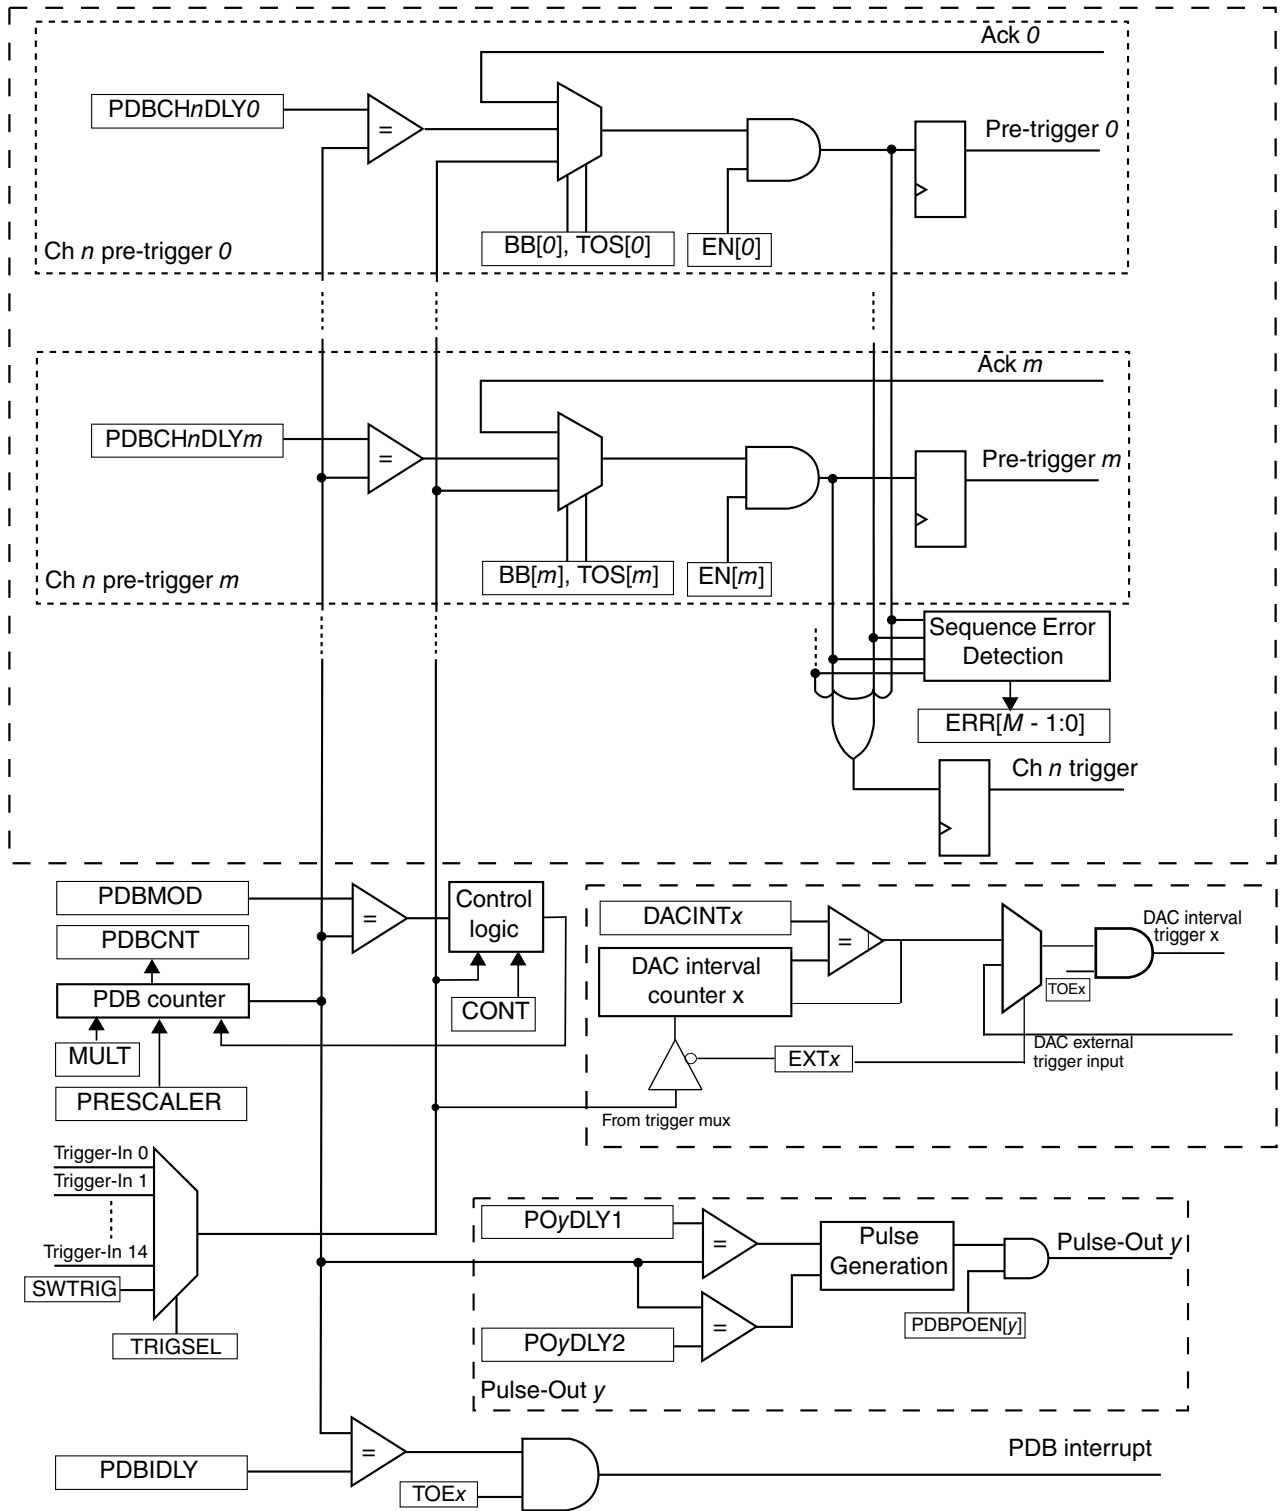 Ack 0
PDBCHnDLY0
=
Pre-trigger 0
BB[0], TOS[0]
EN[0]
Ch n pre-trigger 0
Ack m
PDBCHnDLYm
=
Pre-trigger m
BB[m], TOS[m]
EN[m]
Ch n pre-trigger m
Sequence Error
Detection
ERR[M - 1:0]
Ch n trigger
PDBMOD
=
Control
logic
PDBCNT
PDB counter
CONT
MULT
PRESCALER
DACINTx
=
DAC interval
counter x
DAC interval
trigger x
TOEx
EXTx
DAC external
trigger input
From trigger mux
Trigger-In 0
Trigger-In 1
Trigger-In 14
SWTRIG
TRIGSEL
POyDLY1
=
Pulse
Generation
Pulse-Out y
=
PDBPOEN[y]
POyDLY2
Pulse-Out y
=
PDB interrupt
PDBIDLY
TOEx